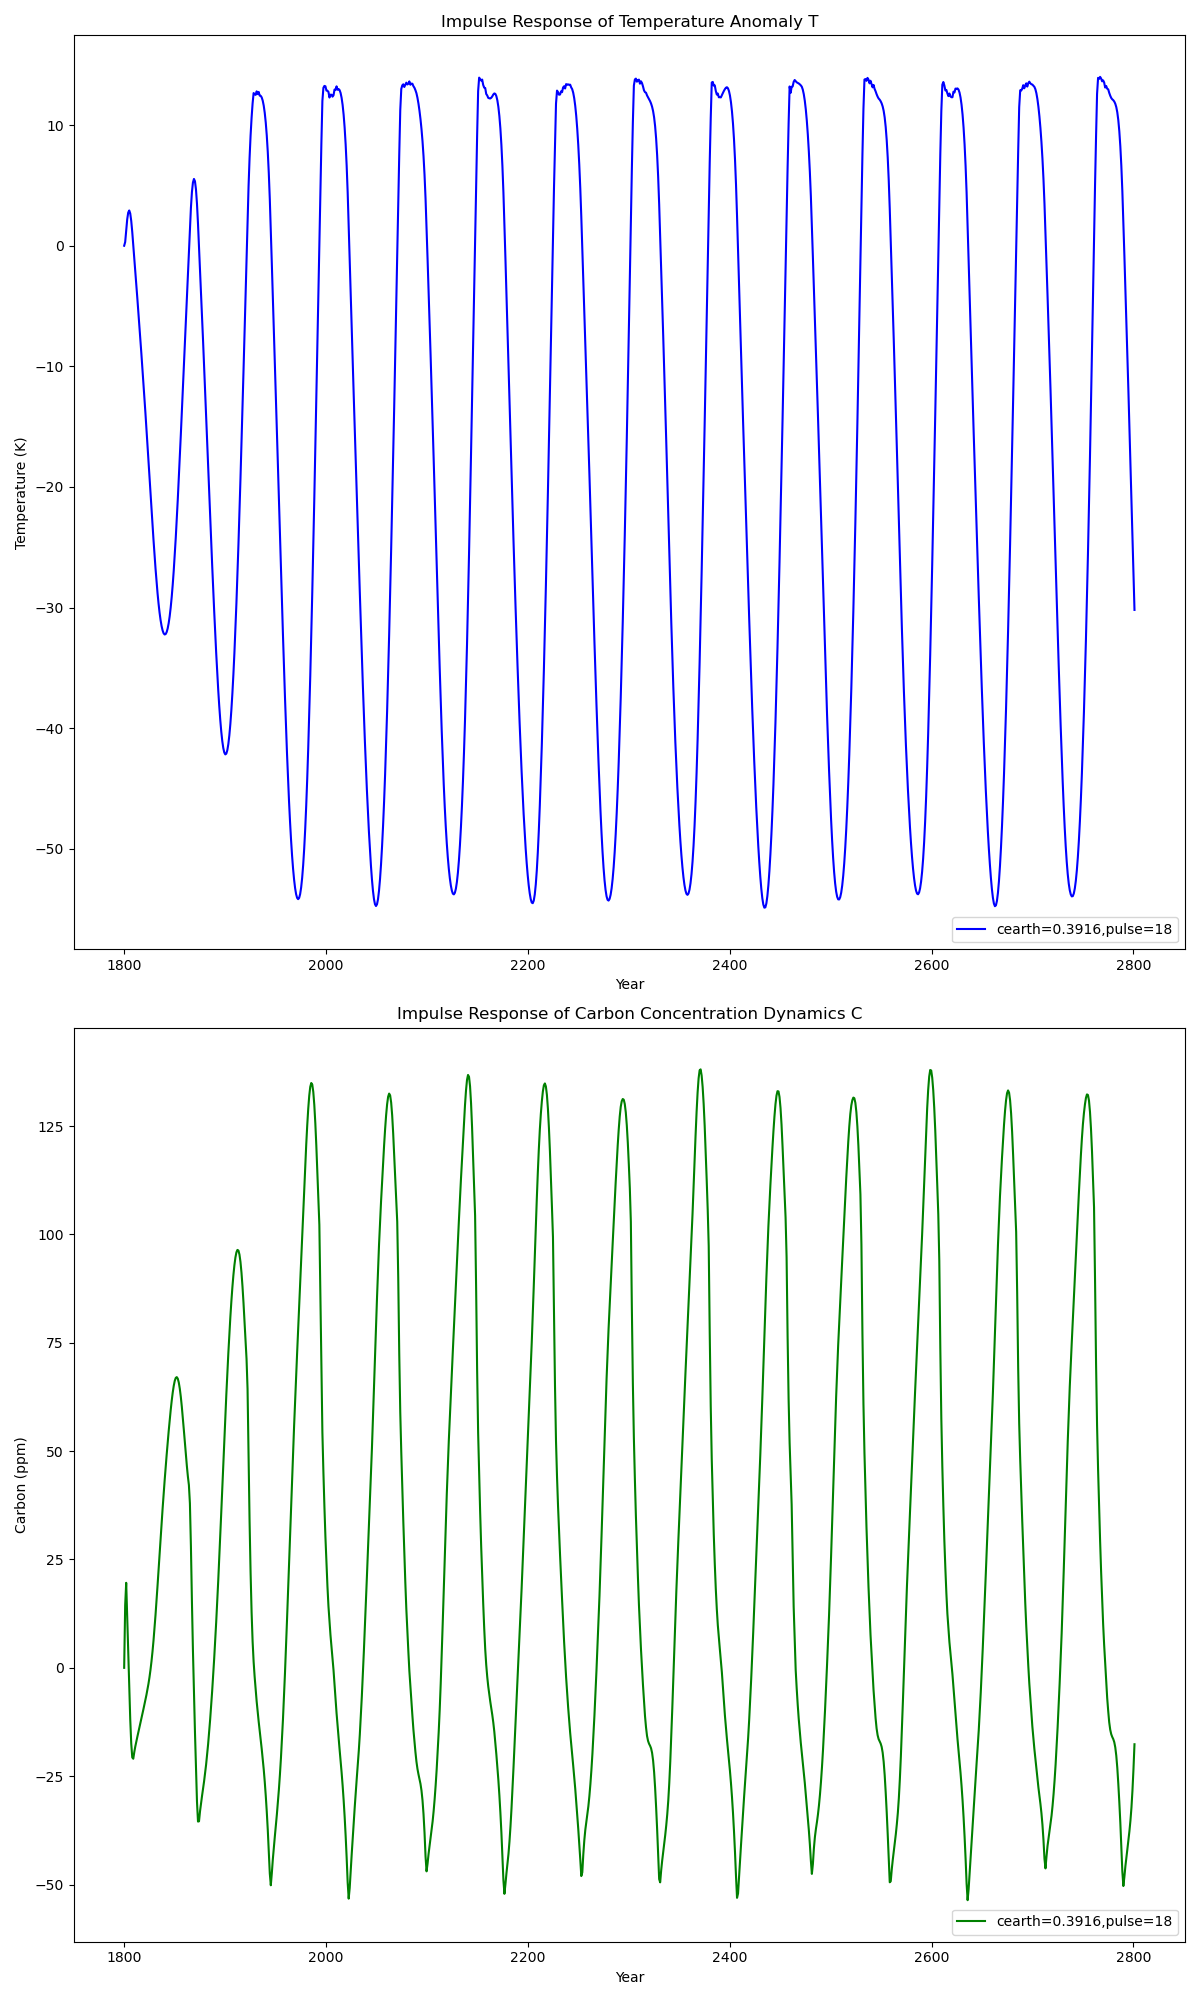 Impulse Response of Temperature Anomaly T
Temperature (K)
10
0
−10
−20
−30
−40
−50
cearth=0.3916,pulse=18
1800 2000 2200 2400 2600 2800
Year
Impulse Response of Carbon Concentration Dynamics C
Carbon (ppm)
125
100
75
50
25
0
−25
−50
cearth=0.3916,pulse=18
1800 2000 2200 2400 2600 2800
Year